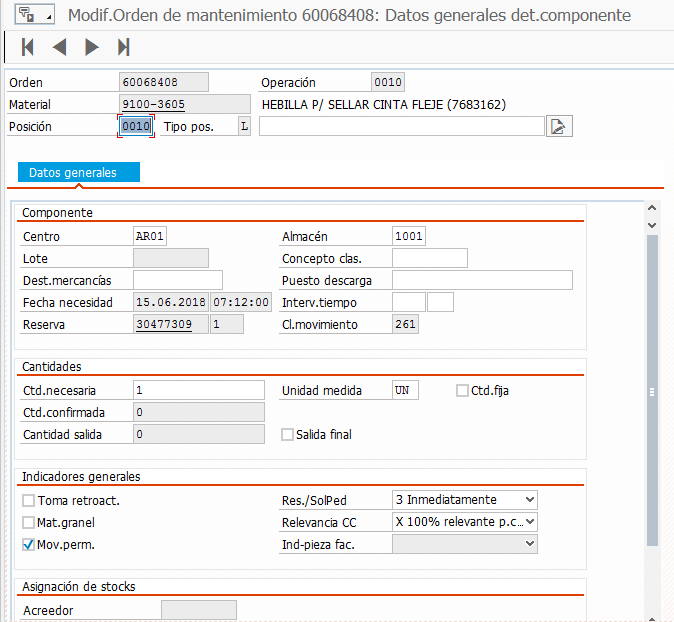 Modif.Orden de mantenimiento 60068408: Datos generales det.componente
Orden 60068408 Operación 0010
Material 9100-3605 HEBILLA P/ SELLAR CINTA FLEJE (7683162)
Posición 0010 Tipo pos. L
Datos generales
Componente
Centro AR01 Almacén 1001
Lote Concepto clas.
Dest.mercancías Puesto descarga
Fecha necesidad 15.06.2018 07:12:00 Interv.tiempo
Reserva 30477309 1 Cl.movimiento 261
Cantidades
Ctd.necesaria 1 Unidad medida UN Ctd.fija
Ctd.confirmada 0
Cantidad salida 0 Salida final
Indicadores generales
Toma retroact. Res./SolPed 3 Inmediatamente
Mat.granel Relevancia CC X 100% relevante p.c...
Mov.perm. Ind-pieza fac.
Asignación de stocks
Acreedor